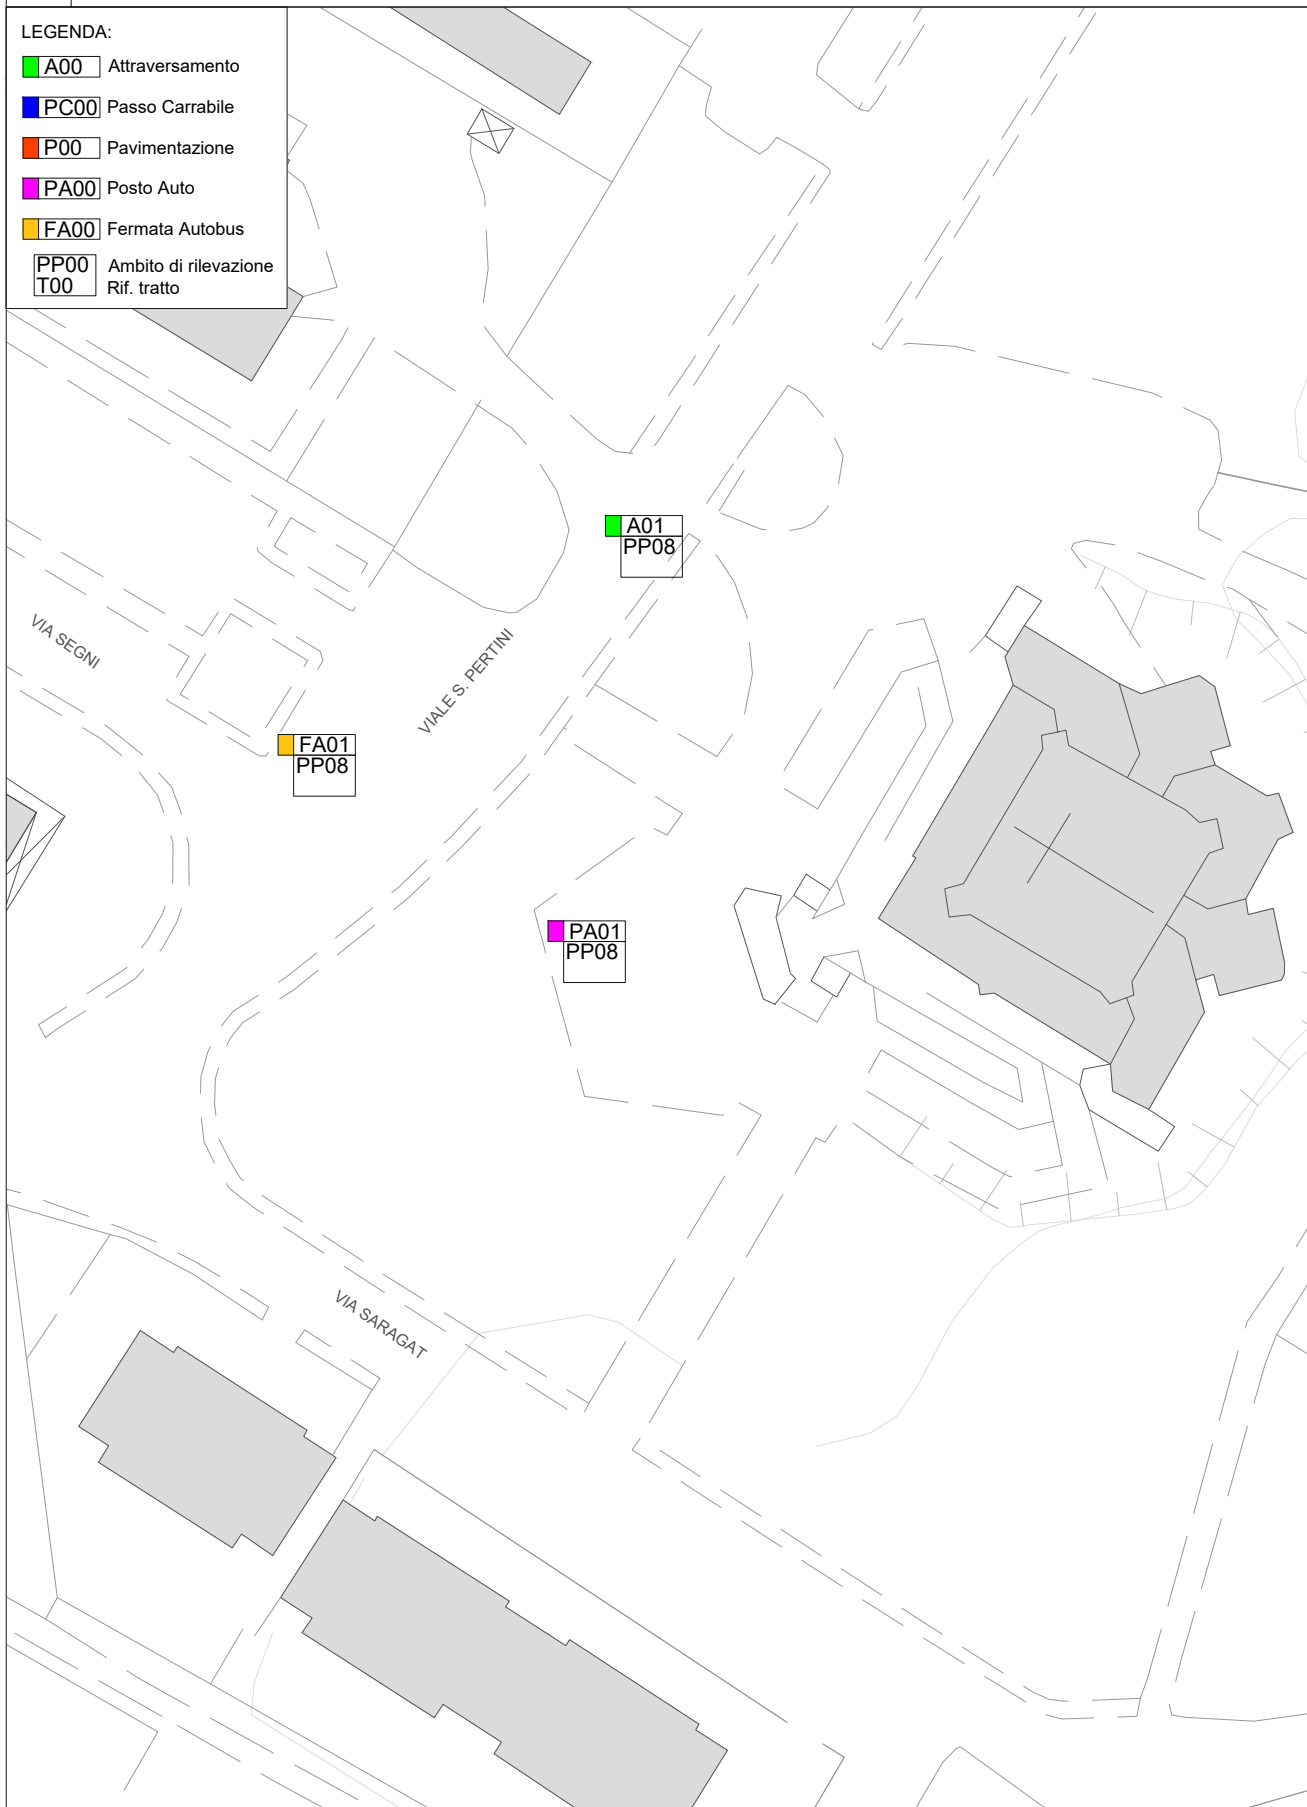 LEGENDA:
A00 Attraversamento
PC00 Passo Carrabile
P00 Pavimentazione
PA00 Posto Auto
FA00 Fermata Autobus
PP00 Ambito di rilevazione
T00 Rif. tratto
A01
PP08
VIA SEGNI
VIALE S. PERTINI
FA01
PP08
PA01
PP08
VIA SARAGAT